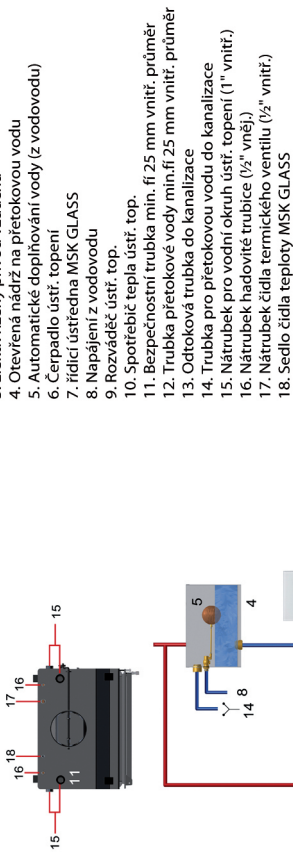 4. Otevřená nádrž na přetokovou vodu
5. Automatické doplňování vody (z vodovodu)
6. Čerpadlo ústř. topení
7. řídicí ústředna MSK GLASS
8. Napájení z vodovodu
9. Rozváděč ústř. top.
10. Spotřebič tepla ústř. top.
11. Bezpečnostní trubka min. fí 25 mm vnitř. průměr
12. Trubka přetokové vody min.fí 25 mm vnitř. průměr
13. Odtoková trubka do kanalizace
14. Trubka pro přetokovou vodu do kanalizace
15. Nátrubek pro vodní okruh ústř. topení (1" vnitř.)
16. Nátrubek hadovité trubice (½" vněj.)
17. Nátrubek čidla termického ventilu (½" vnitř.)
18. Sedlo čidla teploty MSK GLASS
15
16
18
17
16
15
11
14
8
5
4